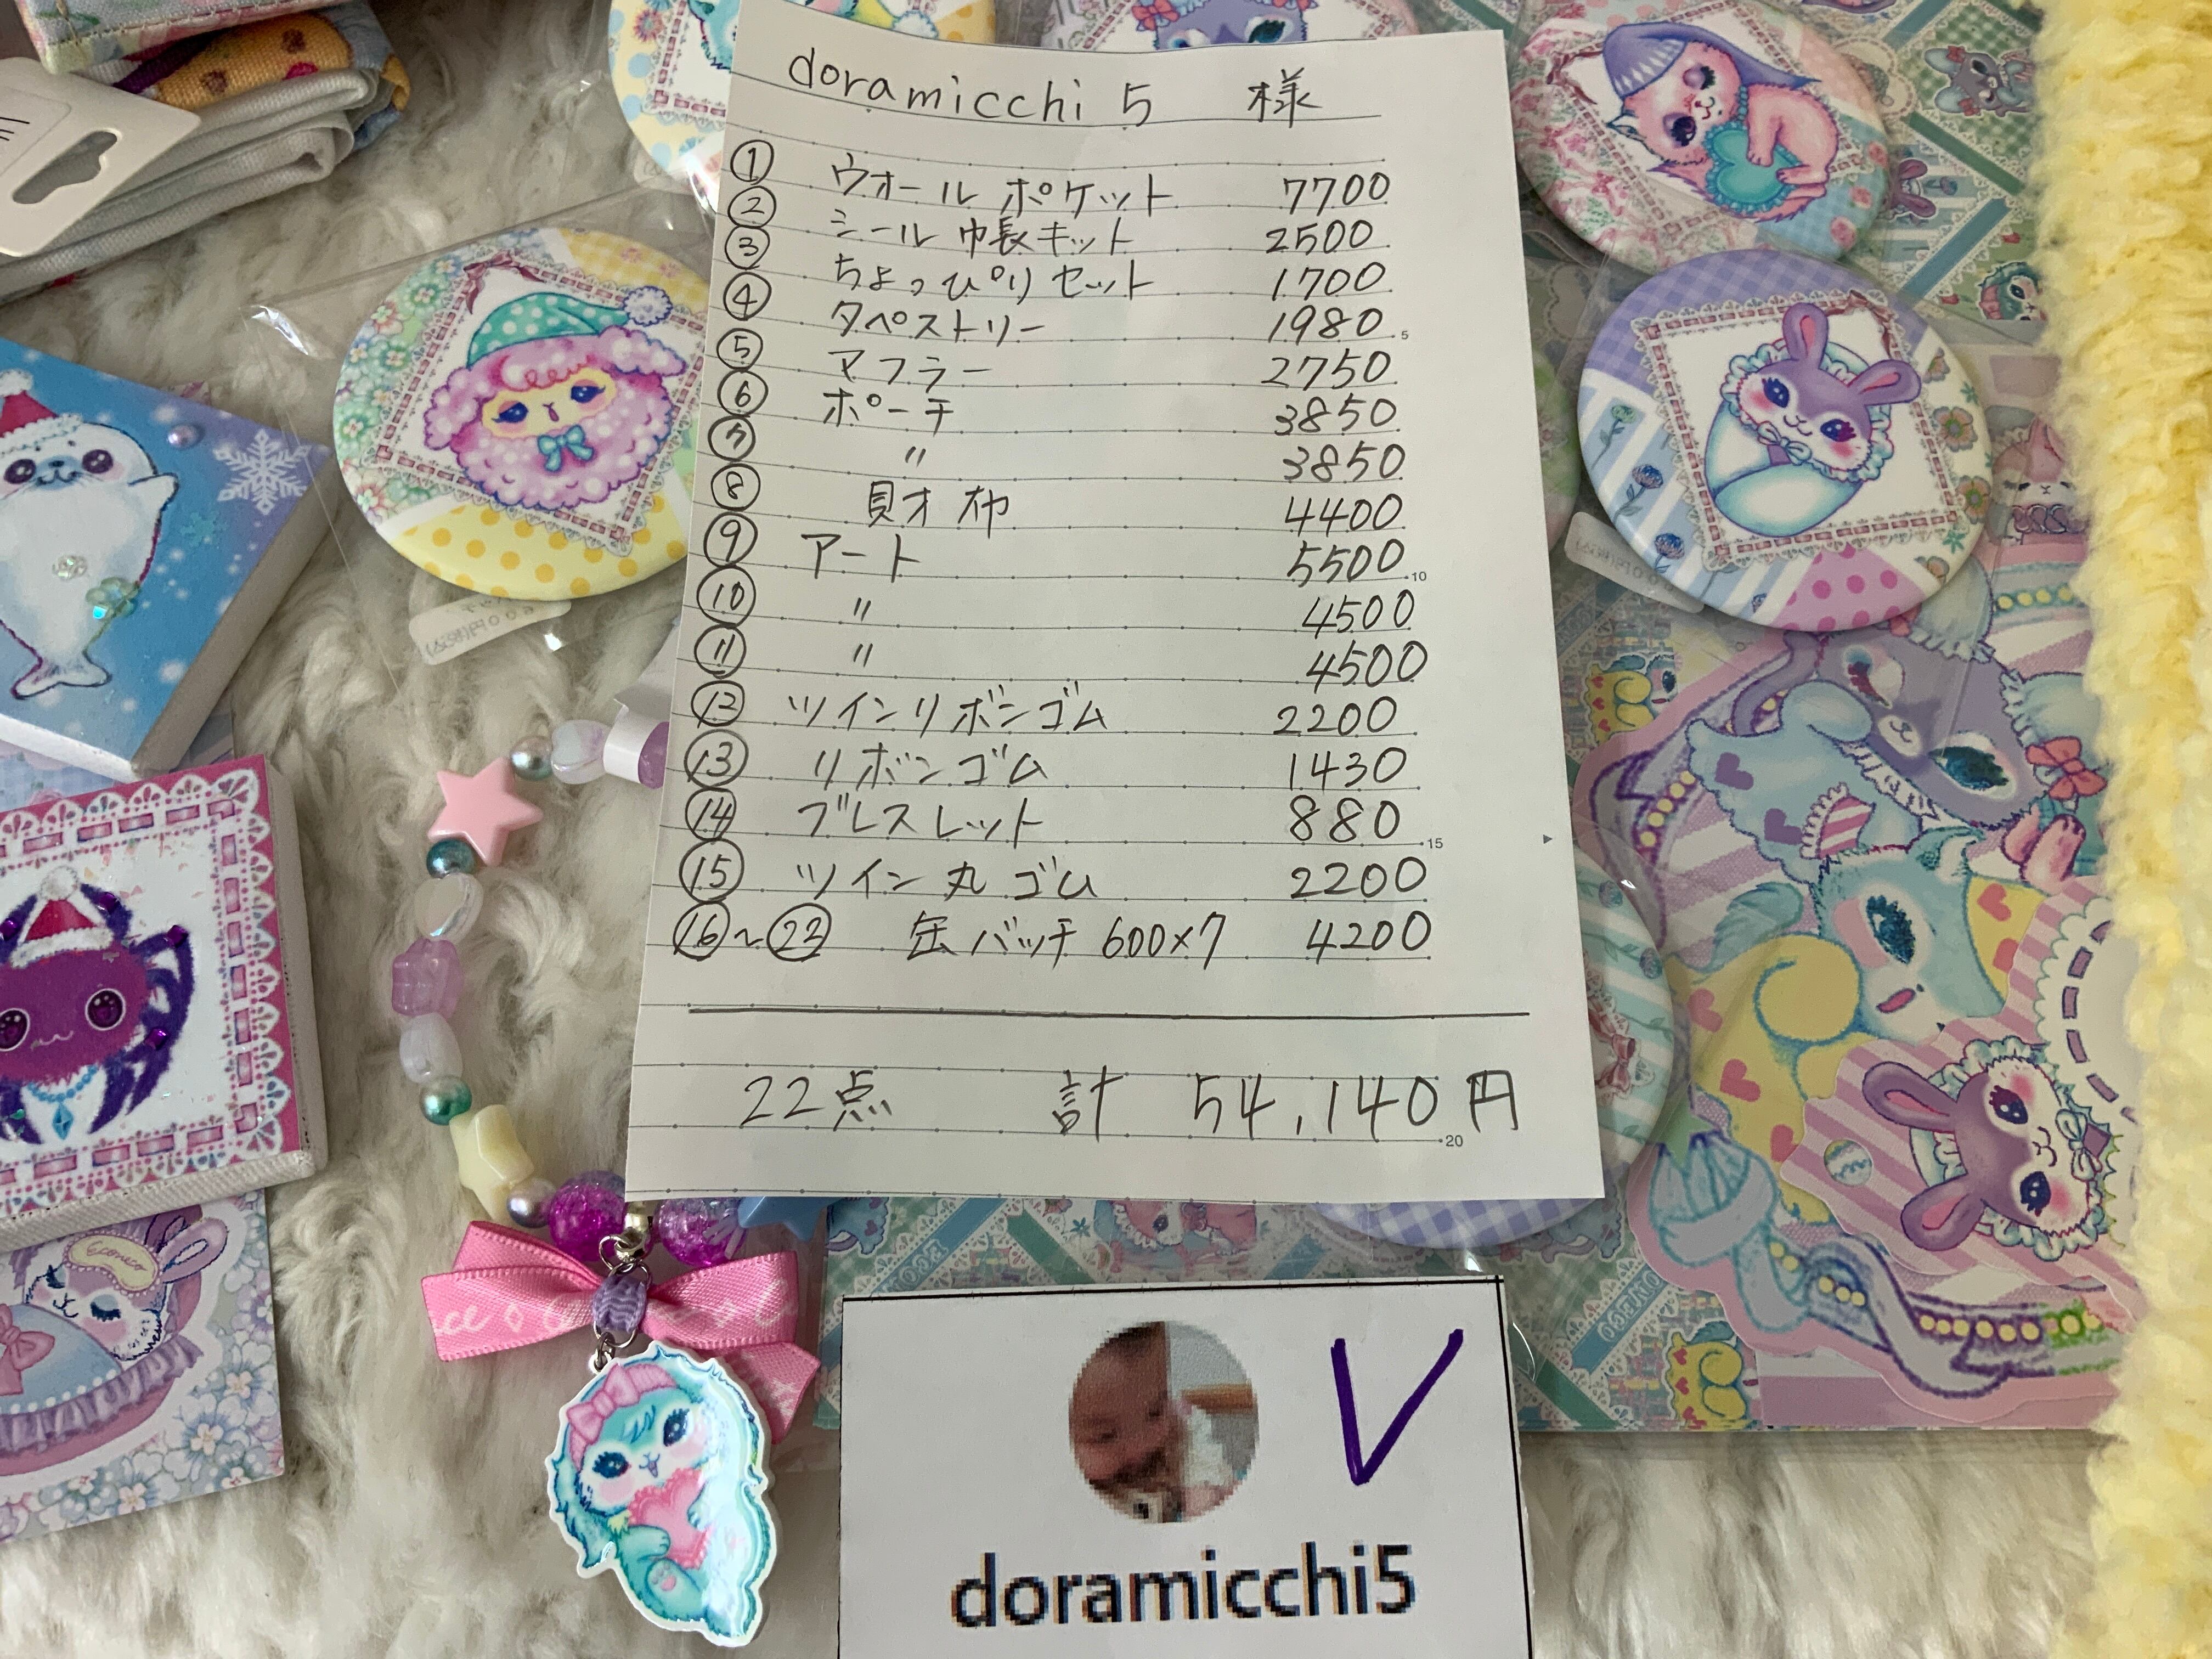 doramicchi 5 様
① ウォールポケット 7700
② シール帳キット 2500
③ ちょっぴりセット 1700
④ タペストリー 1980
5
⑤ マフラー 2750
⑥ ポーチ 3850
⑦ 〃 3850
⑧ 財布 4400
⑨ アート 5500
10
⑩ 〃 4500
⑪ 〃 4500
⑫ ツインリボンゴム 2200
⑬ リボンゴム 1430
⑭ ブレスレット 880
15
⑮ ツイン丸ゴム 2200
⑯~㉒ 缶バッチ 600×7 4200
22点 計 54,140円
20
Econeco
V
doramicchi5